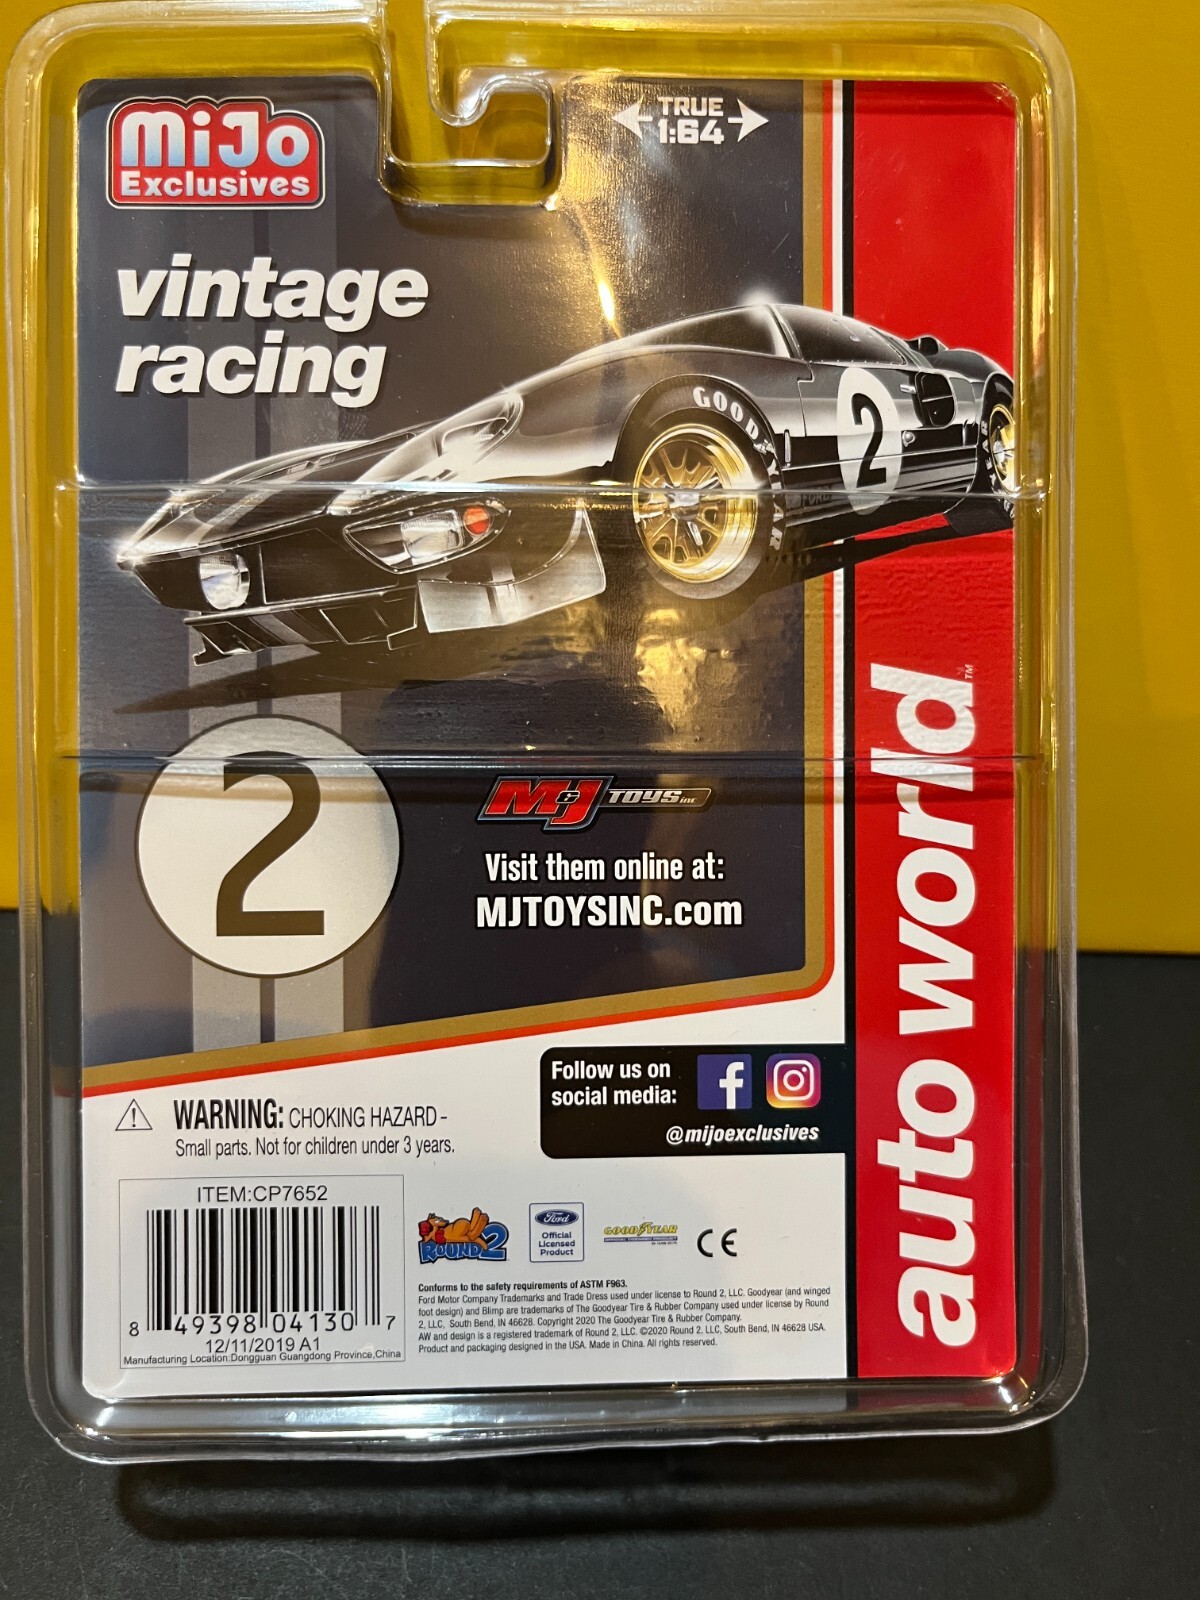 MiJo
Exclusives
TRUE
1:64
vintage
racing
GOODYEAR
2
FORD
2
auto world™
M&J TOYS inc
Visit them online at:
MJTOYSINC.com
Follow us on
social media:
f
@mijoexclusives
WARNING: CHOKING HAZARD -
Small parts. Not for children under 3 years.
ITEM:CP7652
8 49398 04130 7
12/11/2019 A1
Manufacturing Location:Dongguan Guangdong Province,China
ROUND 2
Ford
Official
Licensed
Product
GOODYEAR
CE
Conforms to the safety requirements of ASTM F963.
Ford Motor Company Trademarks and Trade Dress used under license to Round 2, LLC. Goodyear (and winged
foot design) and Blimp are trademarks of The Goodyear Tire & Rubber Company used under license by Round
2, LLC, South Bend, IN 46628. Copyright 2020 The Goodyear Tire & Rubber Company.
AW and design is a registered trademark of Round 2, LLC. ©2020 Round 2, LLC, South Bend, IN 46628 USA.
Product and packaging designed in the USA. Made in China. All rights reserved.